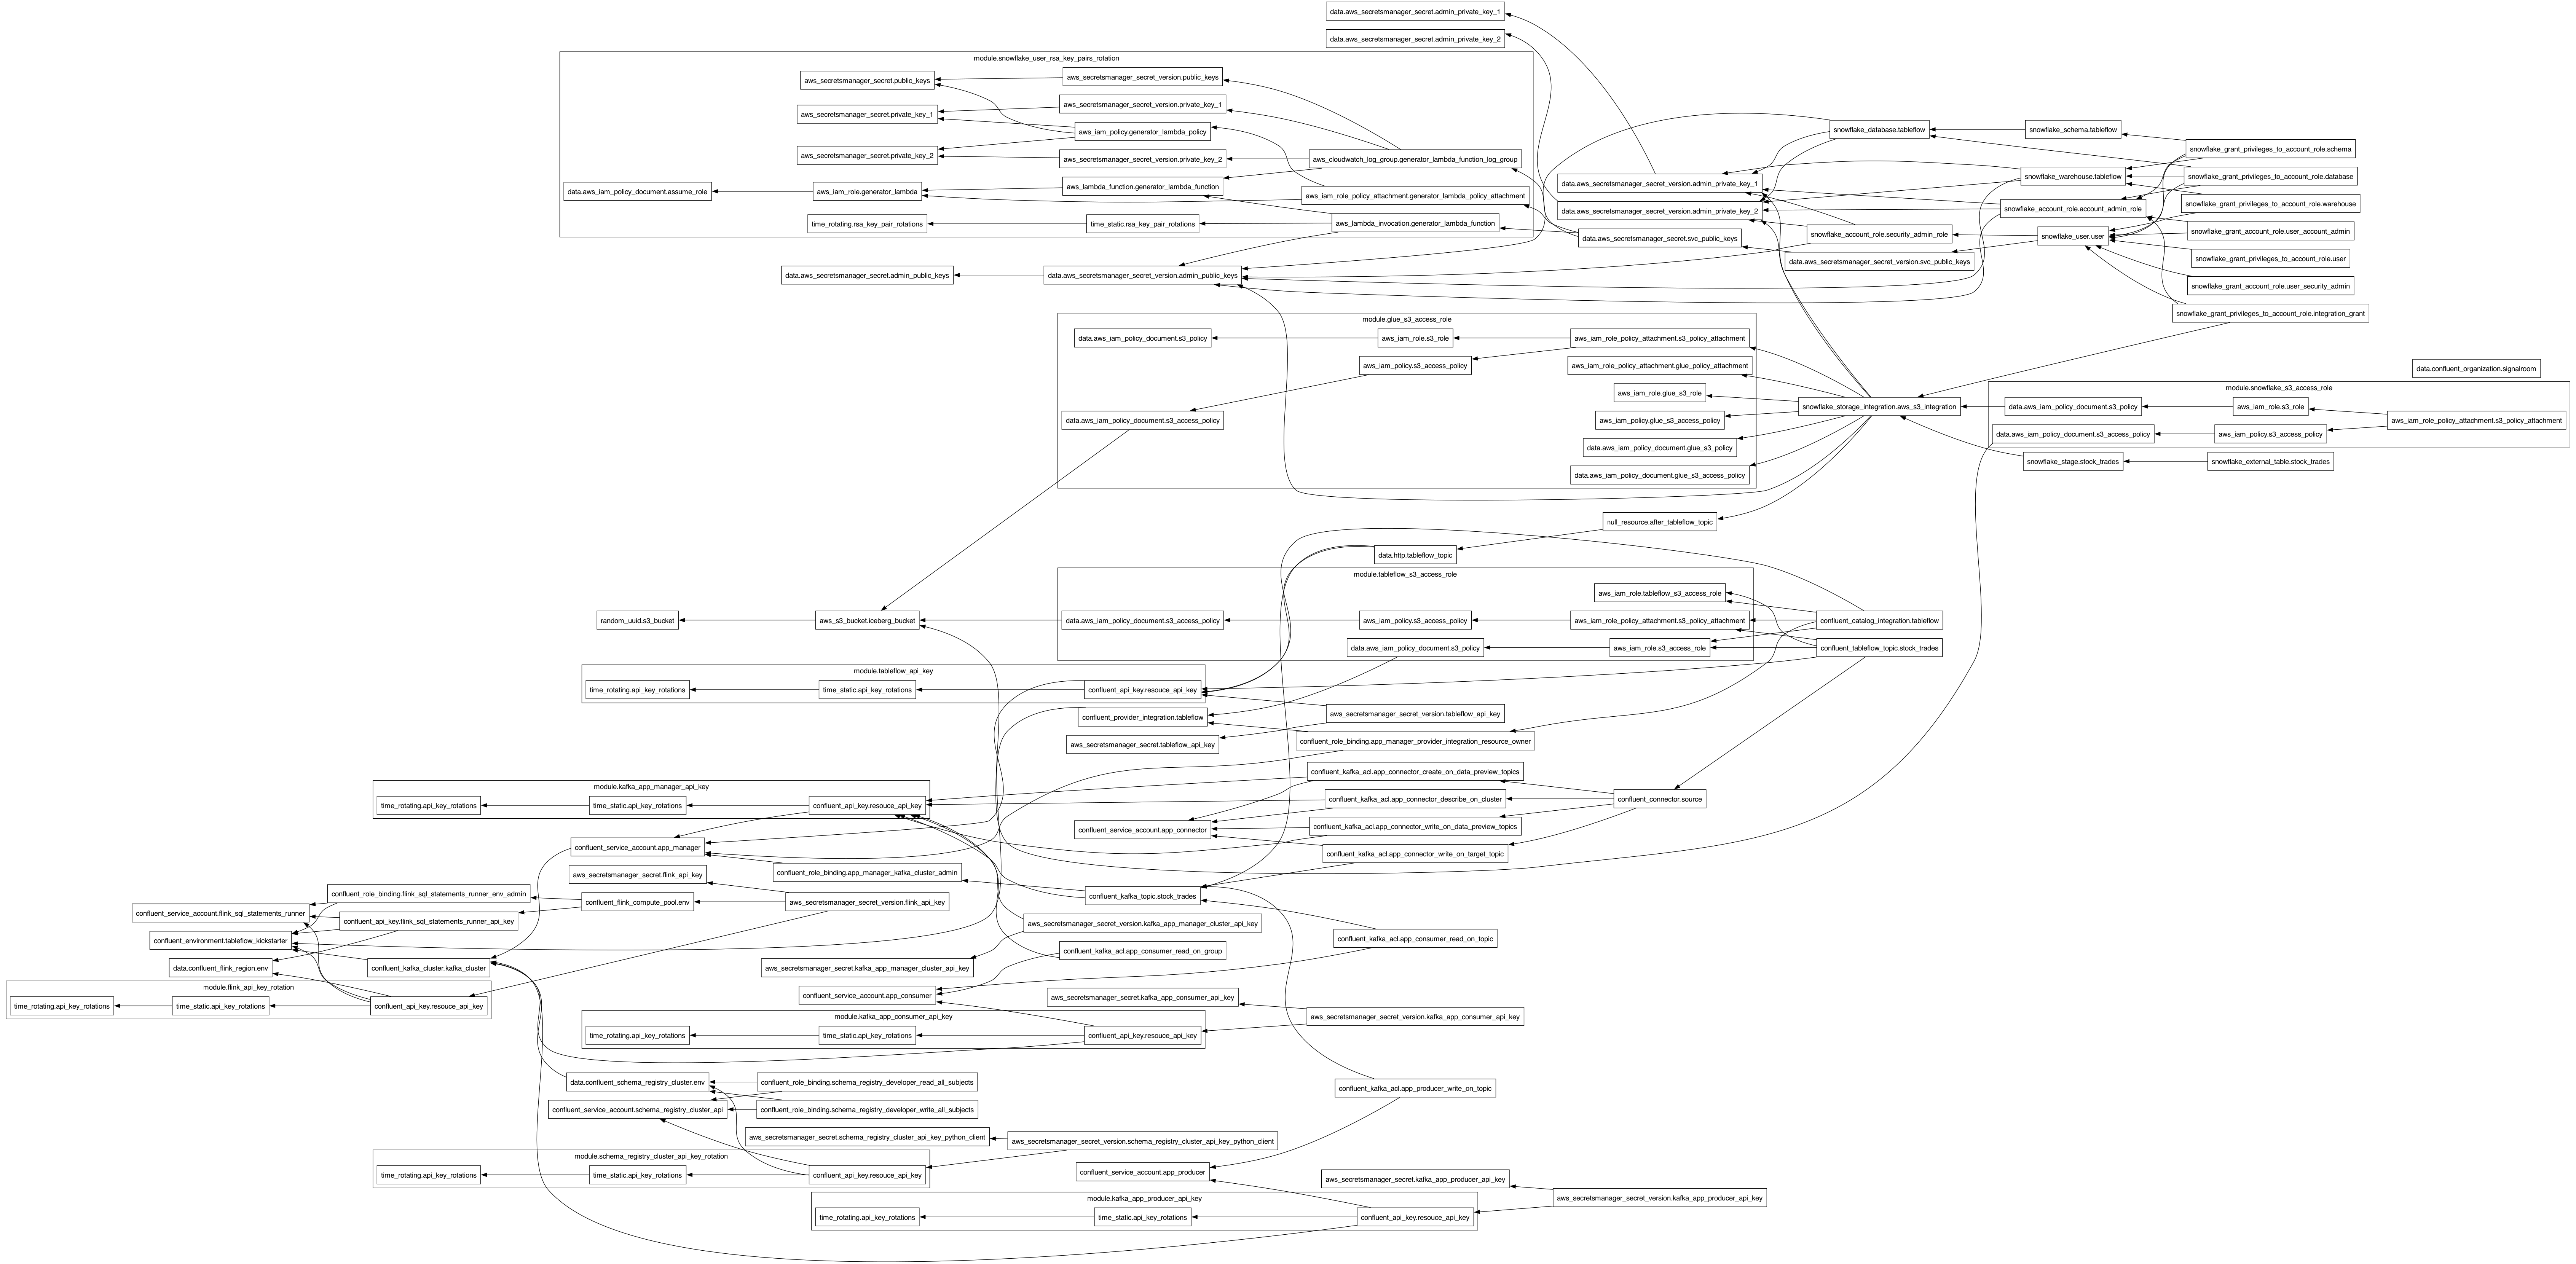 data.aws_secretsmanager_secret.admin_private_key_1
data.aws_secretsmanager_secret.admin_private_key_2
module.snowflake_user_rsa_key_pairs_rotation
aws_secretsmanager_secret.public_keys
aws_secretsmanager_secret_version.public_keys
aws_secretsmanager_secret.private_key_1
aws_secretsmanager_secret_version.private_key_1
aws_iam_policy.generator_lambda_policy
aws_secretsmanager_secret.private_key_2
aws_secretsmanager_secret_version.private_key_2
aws_cloudwatch_log_group.generator_lambda_function_log_group
data.aws_iam_policy_document.assume_role
aws_iam_role.generator_lambda
aws_lambda_function.generator_lambda_function
aws_iam_role_policy_attachment.generator_lambda_policy_attachment
time_rotating.rsa_key_pair_rotations
time_static.rsa_key_pair_rotations
aws_lambda_invocation.generator_lambda_function
data.aws_secretsmanager_secret_version.admin_private_key_1
data.aws_secretsmanager_secret_version.admin_private_key_2
data.aws_secretsmanager_secret.svc_public_keys
data.aws_secretsmanager_secret_version.svc_public_keys
snowflake_database.tableflow
snowflake_schema.tableflow
snowflake_warehouse.tableflow
snowflake_account_role.account_admin_role
snowflake_account_role.security_admin_role
snowflake_user.user
snowflake_grant_privileges_to_account_role.schema
snowflake_grant_privileges_to_account_role.database
snowflake_grant_privileges_to_account_role.warehouse
snowflake_grant_account_role.user_account_admin
snowflake_grant_privileges_to_account_role.user
snowflake_grant_account_role.user_security_admin
snowflake_grant_privileges_to_account_role.integration_grant
data.aws_secretsmanager_secret.admin_public_keys
data.aws_secretsmanager_secret_version.admin_public_keys
module.glue_s3_access_role
data.aws_iam_policy_document.s3_policy
aws_iam_role.s3_role
aws_iam_role_policy_attachment.s3_policy_attachment
aws_iam_policy.s3_access_policy
aws_iam_role_policy_attachment.glue_policy_attachment
aws_iam_role.glue_s3_role
data.aws_iam_policy_document.s3_access_policy
aws_iam_policy.glue_s3_access_policy
data.aws_iam_policy_document.glue_s3_policy
data.aws_iam_policy_document.glue_s3_access_policy
snowflake_storage_integration.aws_s3_integration
data.confluent_organization.signalroom
module.snowflake_s3_access_role
data.aws_iam_policy_document.s3_policy
aws_iam_role.s3_role
aws_iam_role_policy_attachment.s3_policy_attachment
data.aws_iam_policy_document.s3_access_policy
aws_iam_policy.s3_access_policy
snowflake_stage.stock_trades
snowflake_external_table.stock_trades
null_resource.after_tableflow_topic
data.http.tableflow_topic
module.tableflow_s3_access_role
aws_iam_role.tableflow_s3_access_role
random_uuid.s3_bucket
aws_s3_bucket.iceberg_bucket
data.aws_iam_policy_document.s3_access_policy
aws_iam_policy.s3_access_policy
aws_iam_role_policy_attachment.s3_policy_attachment
confluent_catalog_integration.tableflow
data.aws_iam_policy_document.s3_policy
aws_iam_role.s3_access_role
confluent_tableflow_topic.stock_trades
module.tableflow_api_key
time_rotating.api_key_rotations
time_static.api_key_rotations
confluent_api_key.resouce_api_key
confluent_provider_integration.tableflow
aws_secretsmanager_secret_version.tableflow_api_key
aws_secretsmanager_secret.tableflow_api_key
confluent_role_binding.app_manager_provider_integration_resource_owner
module.kafka_app_manager_api_key
time_rotating.api_key_rotations
time_static.api_key_rotations
confluent_api_key.resouce_api_key
confluent_kafka_acl.app_connector_create_on_data_preview_topics
confluent_kafka_acl.app_connector_describe_on_cluster
confluent_connector.source
confluent_service_account.app_connector
confluent_kafka_acl.app_connector_write_on_data_preview_topics
confluent_kafka_acl.app_connector_write_on_target_topic
confluent_service_account.app_manager
aws_secretsmanager_secret.flink_api_key
confluent_role_binding.app_manager_kafka_cluster_admin
confluent_role_binding.flink_sql_statements_runner_env_admin
confluent_flink_compute_pool.env
aws_secretsmanager_secret_version.flink_api_key
confluent_kafka_topic.stock_trades
confluent_service_account.flink_sql_statements_runner
confluent_api_key.flink_sql_statements_runner_api_key
confluent_environment.tableflow_kickstarter
aws_secretsmanager_secret_version.kafka_app_manager_cluster_api_key
confluent_kafka_acl.app_consumer_read_on_topic
confluent_kafka_acl.app_consumer_read_on_group
data.confluent_flink_region.env
confluent_kafka_cluster.kafka_cluster
aws_secretsmanager_secret.kafka_app_manager_cluster_api_key
module.flink_api_key_rotation
time_rotating.api_key_rotations
time_static.api_key_rotations
confluent_api_key.resouce_api_key
confluent_service_account.app_consumer
aws_secretsmanager_secret.kafka_app_consumer_api_key
module.kafka_app_consumer_api_key
aws_secretsmanager_secret_version.kafka_app_consumer_api_key
time_rotating.api_key_rotations
time_static.api_key_rotations
confluent_api_key.resouce_api_key
data.confluent_schema_registry_cluster.env
confluent_role_binding.schema_registry_developer_read_all_subjects
confluent_kafka_acl.app_producer_write_on_topic
confluent_service_account.schema_registry_cluster_api
confluent_role_binding.schema_registry_developer_write_all_subjects
aws_secretsmanager_secret.schema_registry_cluster_api_key_python_client
aws_secretsmanager_secret_version.schema_registry_cluster_api_key_python_client
module.schema_registry_cluster_api_key_rotation
time_rotating.api_key_rotations
time_static.api_key_rotations
confluent_api_key.resouce_api_key
confluent_service_account.app_producer
aws_secretsmanager_secret.kafka_app_producer_api_key
module.kafka_app_producer_api_key
aws_secretsmanager_secret_version.kafka_app_producer_api_key
time_rotating.api_key_rotations
time_static.api_key_rotations
confluent_api_key.resouce_api_key